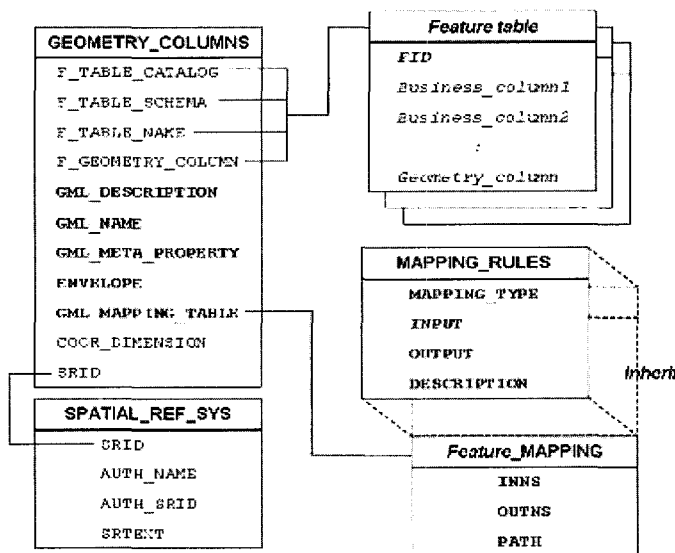 GEOMETRY_COLUMNS
F_TABLE_CATALOG
F_TABLE_SCHEMA
F_TABLE_NAME
F_GEOMETRY_COLUMN
GML_DESCRIPTION
GML_NAME
GML_META_PROPERTY
ENVELOPE
GML_MAPPING_TABLE
COOR_DIMENSION
SRID
SPATIAL_REF_SYS
SRID
AUTH_NAME
AUTH_SRID
SRTEXT
Feature table
FID
Business_column1
Business_column2
:
Geometry_column
MAPPING_RULES
MAPPING_TYPE
INPUT
OUTPUT
DESCRIPTION
Inherit
Feature_MAPPING
INNS
OUTNS
PATH